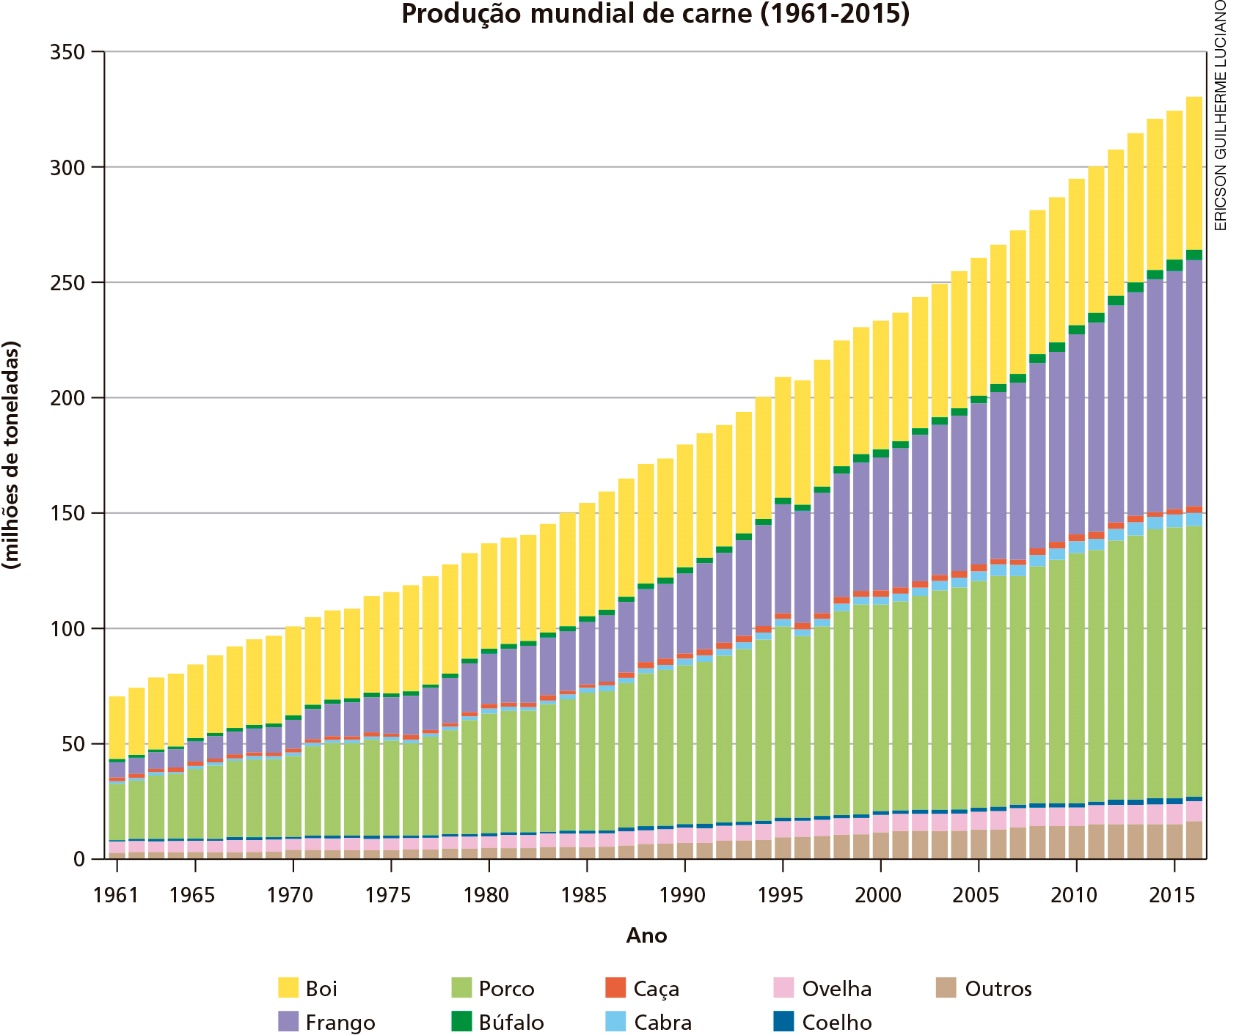 Produção mundial de carne (1961-2015)
ERICSON GUILHERME LUCIANO
(milhões de toneladas)
350
300
250
200
150
100
50
0
1961 1965 1970 1975 1980 1985 1990 1995 2000 2005 2010 2015
Ano
Boi Porco Caça Ovelha Outros
Frango Búfalo Cabra Coelho